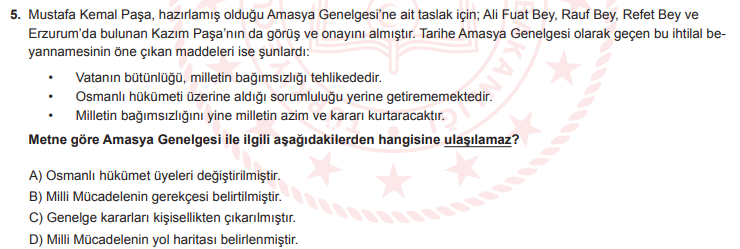 5. Mustafa Kemal Paşa, hazırlamış olduğu Amasya Genelgesi'ne ait taslak için; Ali Fuat Bey, Rauf Bey, Refet Bey ve
Erzurum'da bulunan Kazım Paşa'nın da görüş ve onayını almıştır. Tarihe Amasya Genelgesi olarak geçen bu ihtilal be-
yannamesinin öne çıkan maddeleri ise şunlardı:
• Vatanın bütünlüğü, milletin bağımsızlığı tehlikededir.
• Osmanlı hükümeti üzerine aldığı sorumluluğu yerine getirememektedir.
• Milletin bağımsızlığını yine milletin azim ve kararı kurtaracaktır.
Metne göre Amasya Genelgesi ile ilgili aşağıdakilerden hangisine ulaşılamaz?
A) Osmanlı hükümet üyeleri değiştirilmiştir.
B) Milli Mücadelenin gerekçesi belirtilmiştir.
C) Genelge kararları kişisellikten çıkarılmıştır.
D) Milli Mücadelenin yol haritası belirlenmiştir.